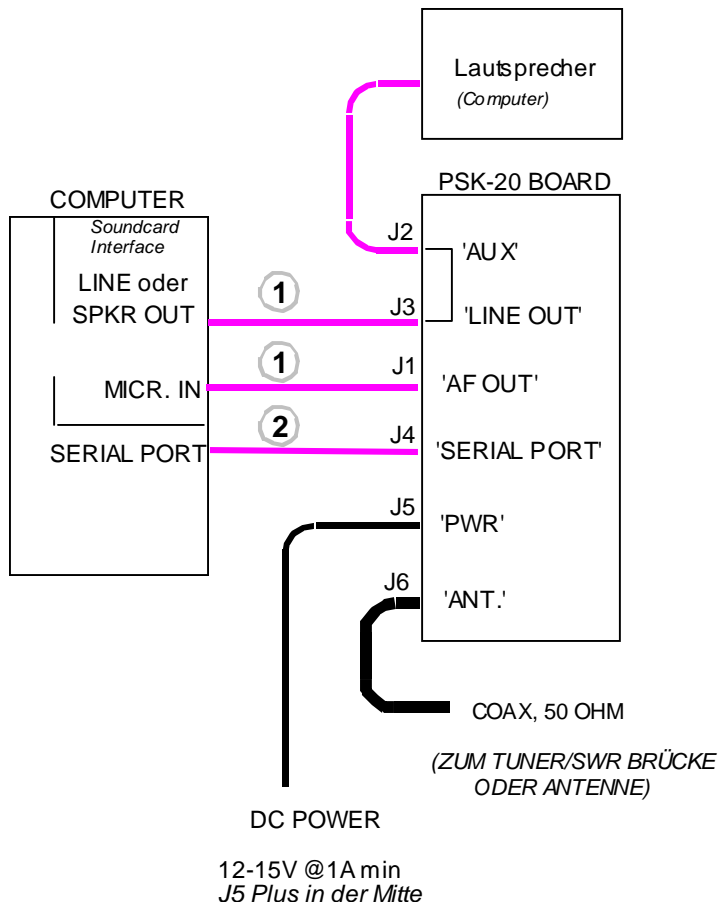 Lautsprecher
(Computer)
PSK-20 BOARD
COMPUTER
Soundcard
Interface
J2
'AUX'
LINE oder
SPKR OUT
1
J3
'LINE OUT'
MICR. IN
1
J1
'AF OUT'
SERIAL PORT
2
J4
'SERIAL PORT'
J5
'PWR'
J6
'ANT.'
COAX, 50 OHM
(ZUM TUNER/SWR BRÜCKE
ODER ANTENNE)
DC POWER
12-15V @1A min
J5 Plus in der Mitte